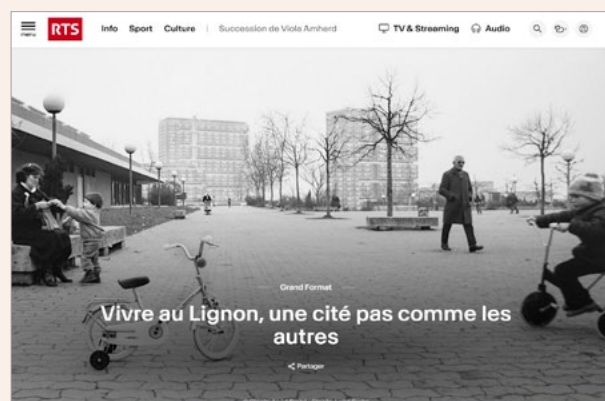 menu RTS Info Sport Culture | Succession de Viola Amherd TV & Streaming Audio
Grand Format
Vivre au Lignon, une cité pas comme les
autres
Partager